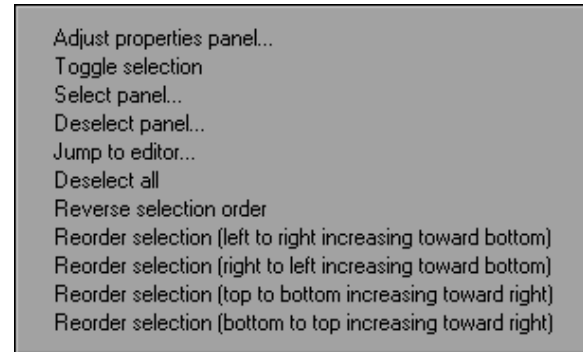 Adjust properties panel...
Toggle selection
Select panel...
Deselect panel...
Jump to editor...
Deselect all
Reverse selection order
Reorder selection (left to right increasing toward bottom)
Reorder selection (right to left increasing toward bottom)
Reorder selection (top to bottom increasing toward right)
Reorder selection (bottom to top increasing toward right)